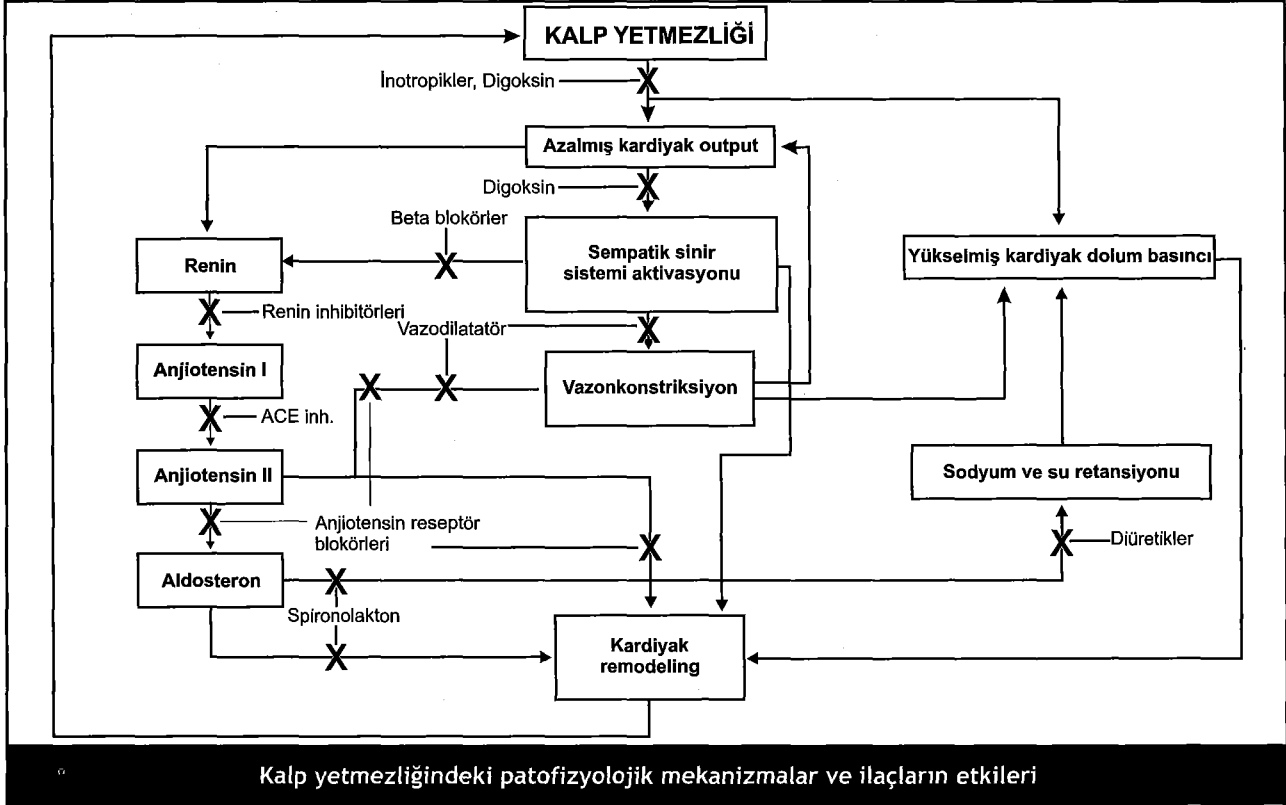 KALP YETMEZLİĞİ
İnotropikler, Digoksin
Azalmış kardiyak output
Digoksin
Beta blokörler
Sempatik sinir
sistemi aktivasyonu
Renin
Yükselmiş kardiyak dolum basıncı
Renin inhibitörleri
Vazodilatatör
Anjiotensin I
Vazonkonstriksiyon
ACE inh.
Anjiotensin II
Sodyum ve su retansiyonu
Anjiotensin reseptör
blokörleri
Diüretikler
Aldosteron
Spironolakton
Kardiyak
remodeling
Kalp yetmezliğindeki patofizyolojik mekanizmalar ve ilaçların etkileri